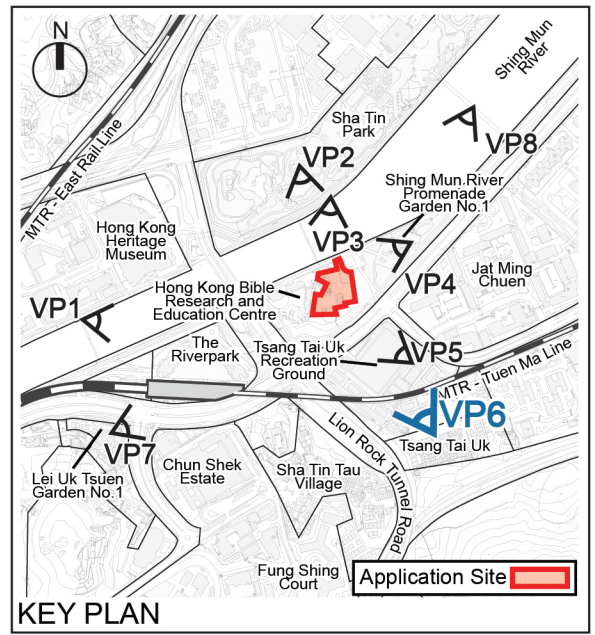 N
Shing Mun
River
MTR - East Rail Line
Sha Tin
Park
VP8
VP2
Shing Mun River
Promenade
Garden No.1
Hong Kong
Heritage
Museum
VP3
VP4
Jat Ming
Chuen
Hong Kong Bible
Research and
Education Centre
VP1
The
Riverpark
Tsang Tai Uk
Recreation
Ground
VP5
MTR - Tuen Ma Line
VP6
Tsang Tai Uk
Lion Rock Tunnel Road
VP7
Lei Uk Tsuen
Garden No.1
Chun Shek
Estate
Sha Tin Tau
Village
Fung Shing
Court
Application Site
KEY PLAN